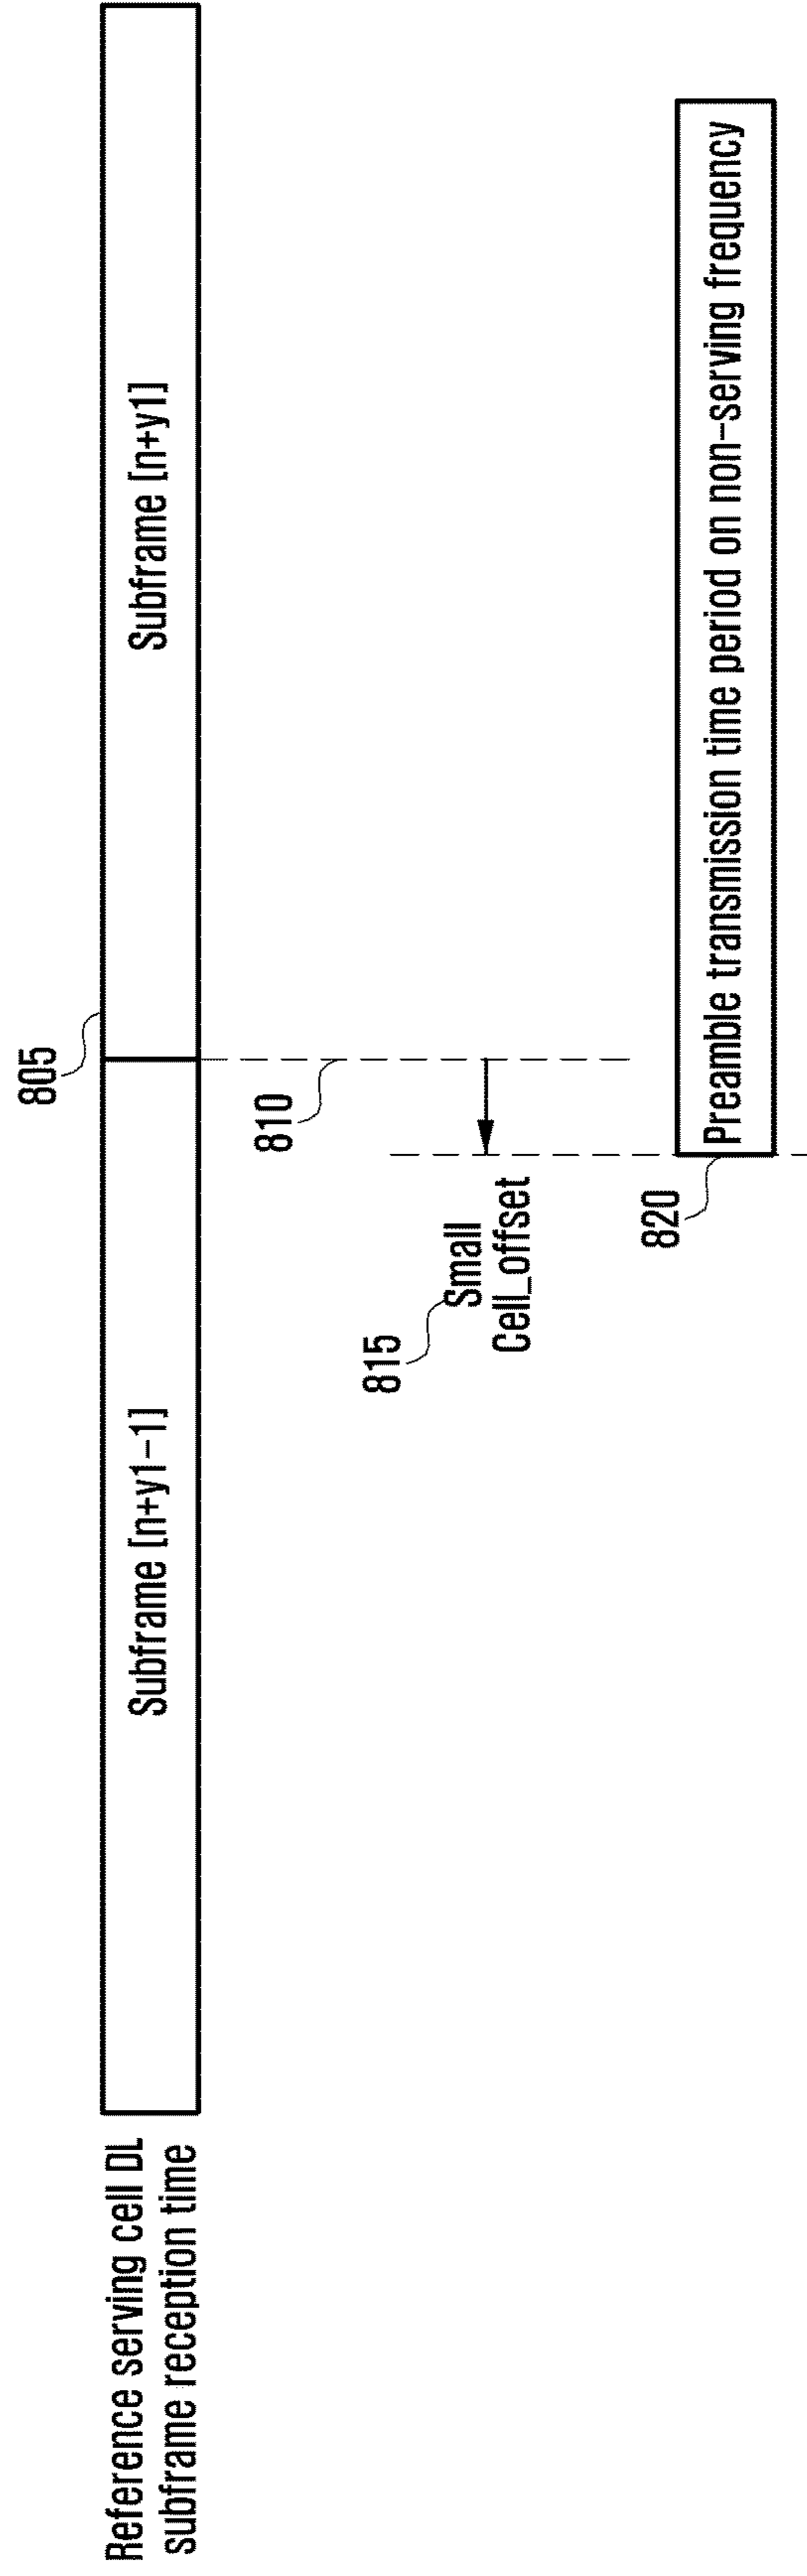 805
Reference serving cell DL
subframe reception time
Subframe [n+y1-1]
Subframe [n+y1]
810
815
Small
Cell_offset
820
Preamble transmission time period on non-serving frequency